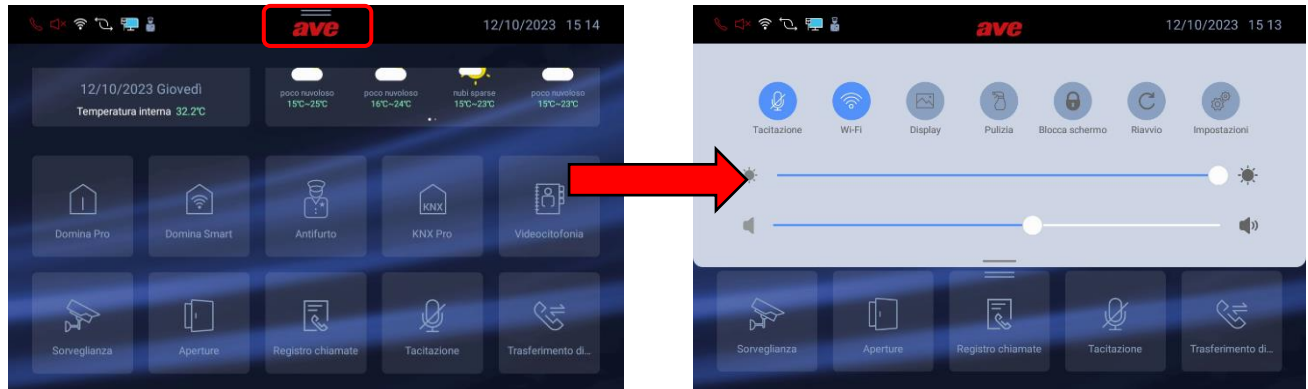 ave
12/10/2023 15 14
12/10/2023 Giovedì
Temperatura interna 32.2°C
poco nuvoloso
15°C~25°C
poco nuvoloso
16°C~24°C
nubi sparse
15°C~23°C
poco nuvoloso
15°C~23°C
Domina Pro
Domina Smart
Antifurto
KNX
KNX Pro
Videocitofonia
Sorveglianza
Aperture
Registro chiamate
Tacitazione
Trasferimento di...
ave
12/10/2023 15 13
Tacitazione
Wi-Fi
Display
Pulizia
Blocca schermo
Riavvio
Impostazioni
Sorveglianza
Aperture
Registro chiamate
Tacitazione
Trasferimento di...